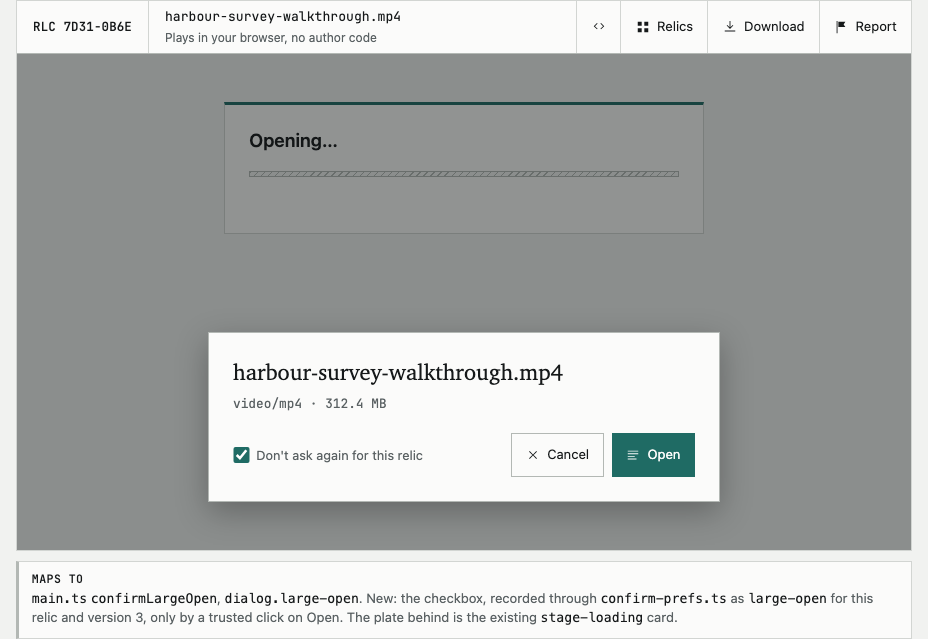 RLC 7D31-0B6E
harbour-survey-walkthrough.mp4
Plays in your browser, no author code
<> Relics Download Report
Opening...
harbour-survey-walkthrough.mp4
video/mp4 · 312.4 MB
Don't ask again for this relic
Cancel Open
MAPS TO
main.ts confirmLargeOpen, dialog.large-open. New: the checkbox, recorded through confirm-prefs.ts as large-open for this
relic and version 3, only by a trusted click on Open. The plate behind is the existing stage-loading card.